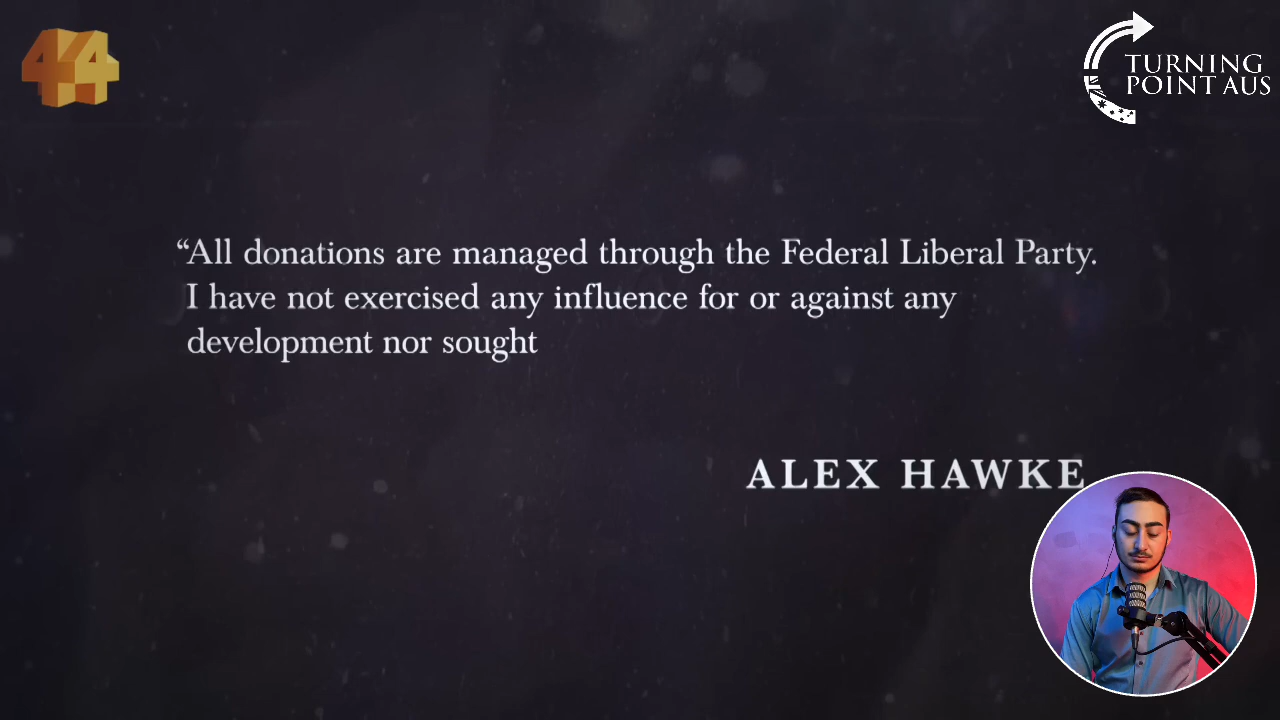 44
TURNING
POINT AUS
“All donations are managed through the Federal Liberal Party.
I have not exercised any influence for or against any
development nor sought
ALEX HAWKE